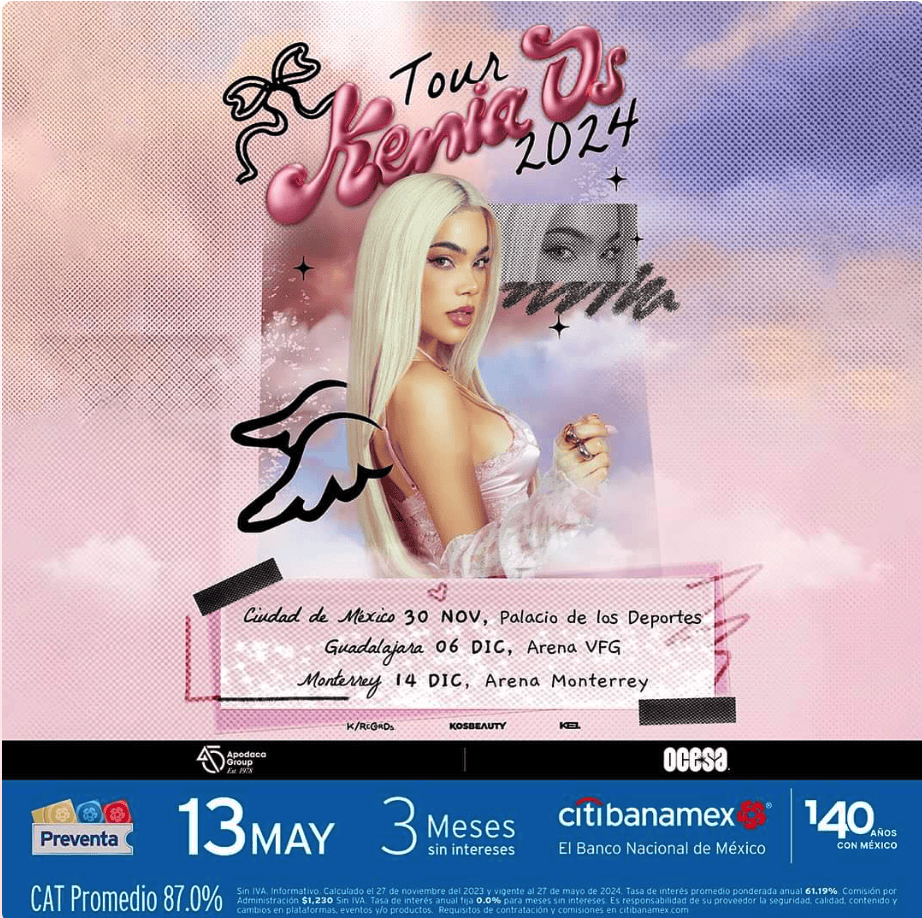 Tour
Kenia Os
2024
Ciudad de México 30 NOV, Palacio de los Deportes
Guadalajara 06 DIC, Arena VFG
Monterrey 14 DIC, Arena Monterrey
K/RECORDS KOSBEAUTY
45 Apodaca
Group
Est. 1978
ocesa
Preventa
13 MAY
3 Meses
sin intereses
citibanamex®
El Banco Nacional de México
140 AÑOS
CON MÉXICO
CAT Promedio 87.0%
Sin IVA. Informativo. Calculado el 27 de noviembre del 2023 y vigente al 27 de mayo de 2024. Tasa de interés promedio ponderada anual 61.19%. Comisión por
Administración $1,230 Sin IVA. Tasa de interés anual fija 0.0% para meses sin intereses. Es responsabilidad de su proveedor la seguridad, calidad, contenido y
cambios en plataformas, eventos y/o productos. Requisitos de contratación y comisiones en citibanamex.com